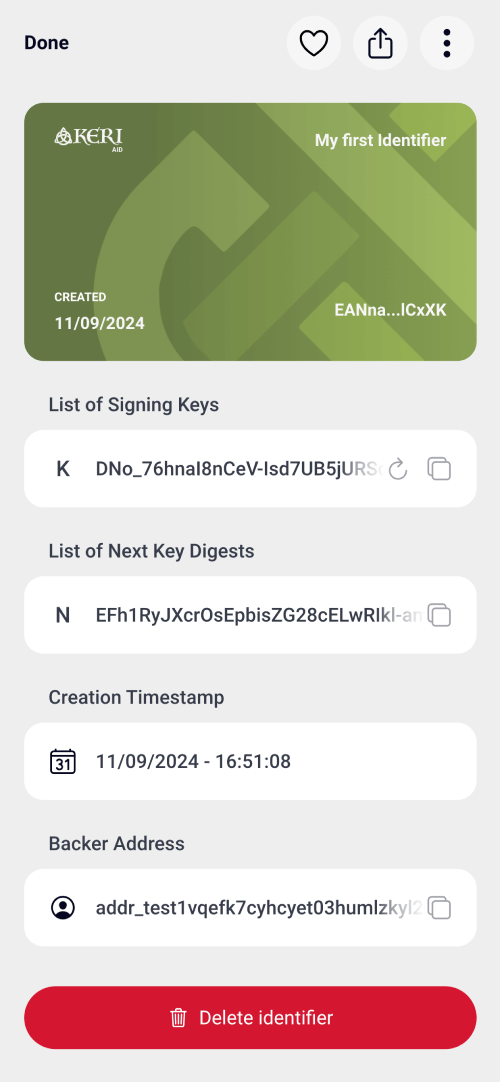 Done
KERI
AID
My first Identifier
CREATED
11/09/2024
EANna...lCxXK
List of Signing Keys
K DNo_76hnaI8nCeV-Isd7UB5jURS
List of Next Key Digests
N EFh1RyJXcrOsEpbisZG28cELwRIkl-an
Creation Timestamp
31 11/09/2024 - 16:51:08
Backer Address
addr_test1vqefk7cyhcyet03humlzkyl2
Delete identifier